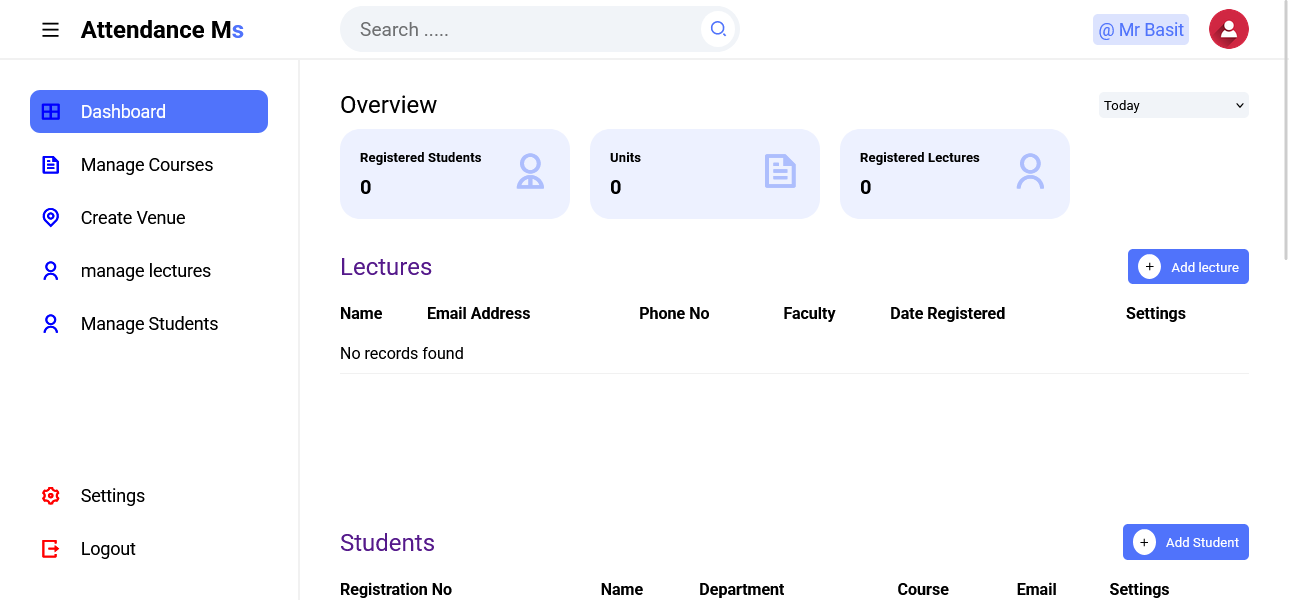 Attendance Ms
Search .....
@ Mr Basit
Dashboard
Manage Courses
Create Venue
manage lectures
Manage Students
Settings
Logout
Overview
Today
Registered Students
0
Units
0
Registered Lectures
0
Lectures
+ Add lecture
Name Email Address Phone No Faculty Date Registered Settings
No records found
Students
+ Add Student
Registration No Name Department Course Email Settings